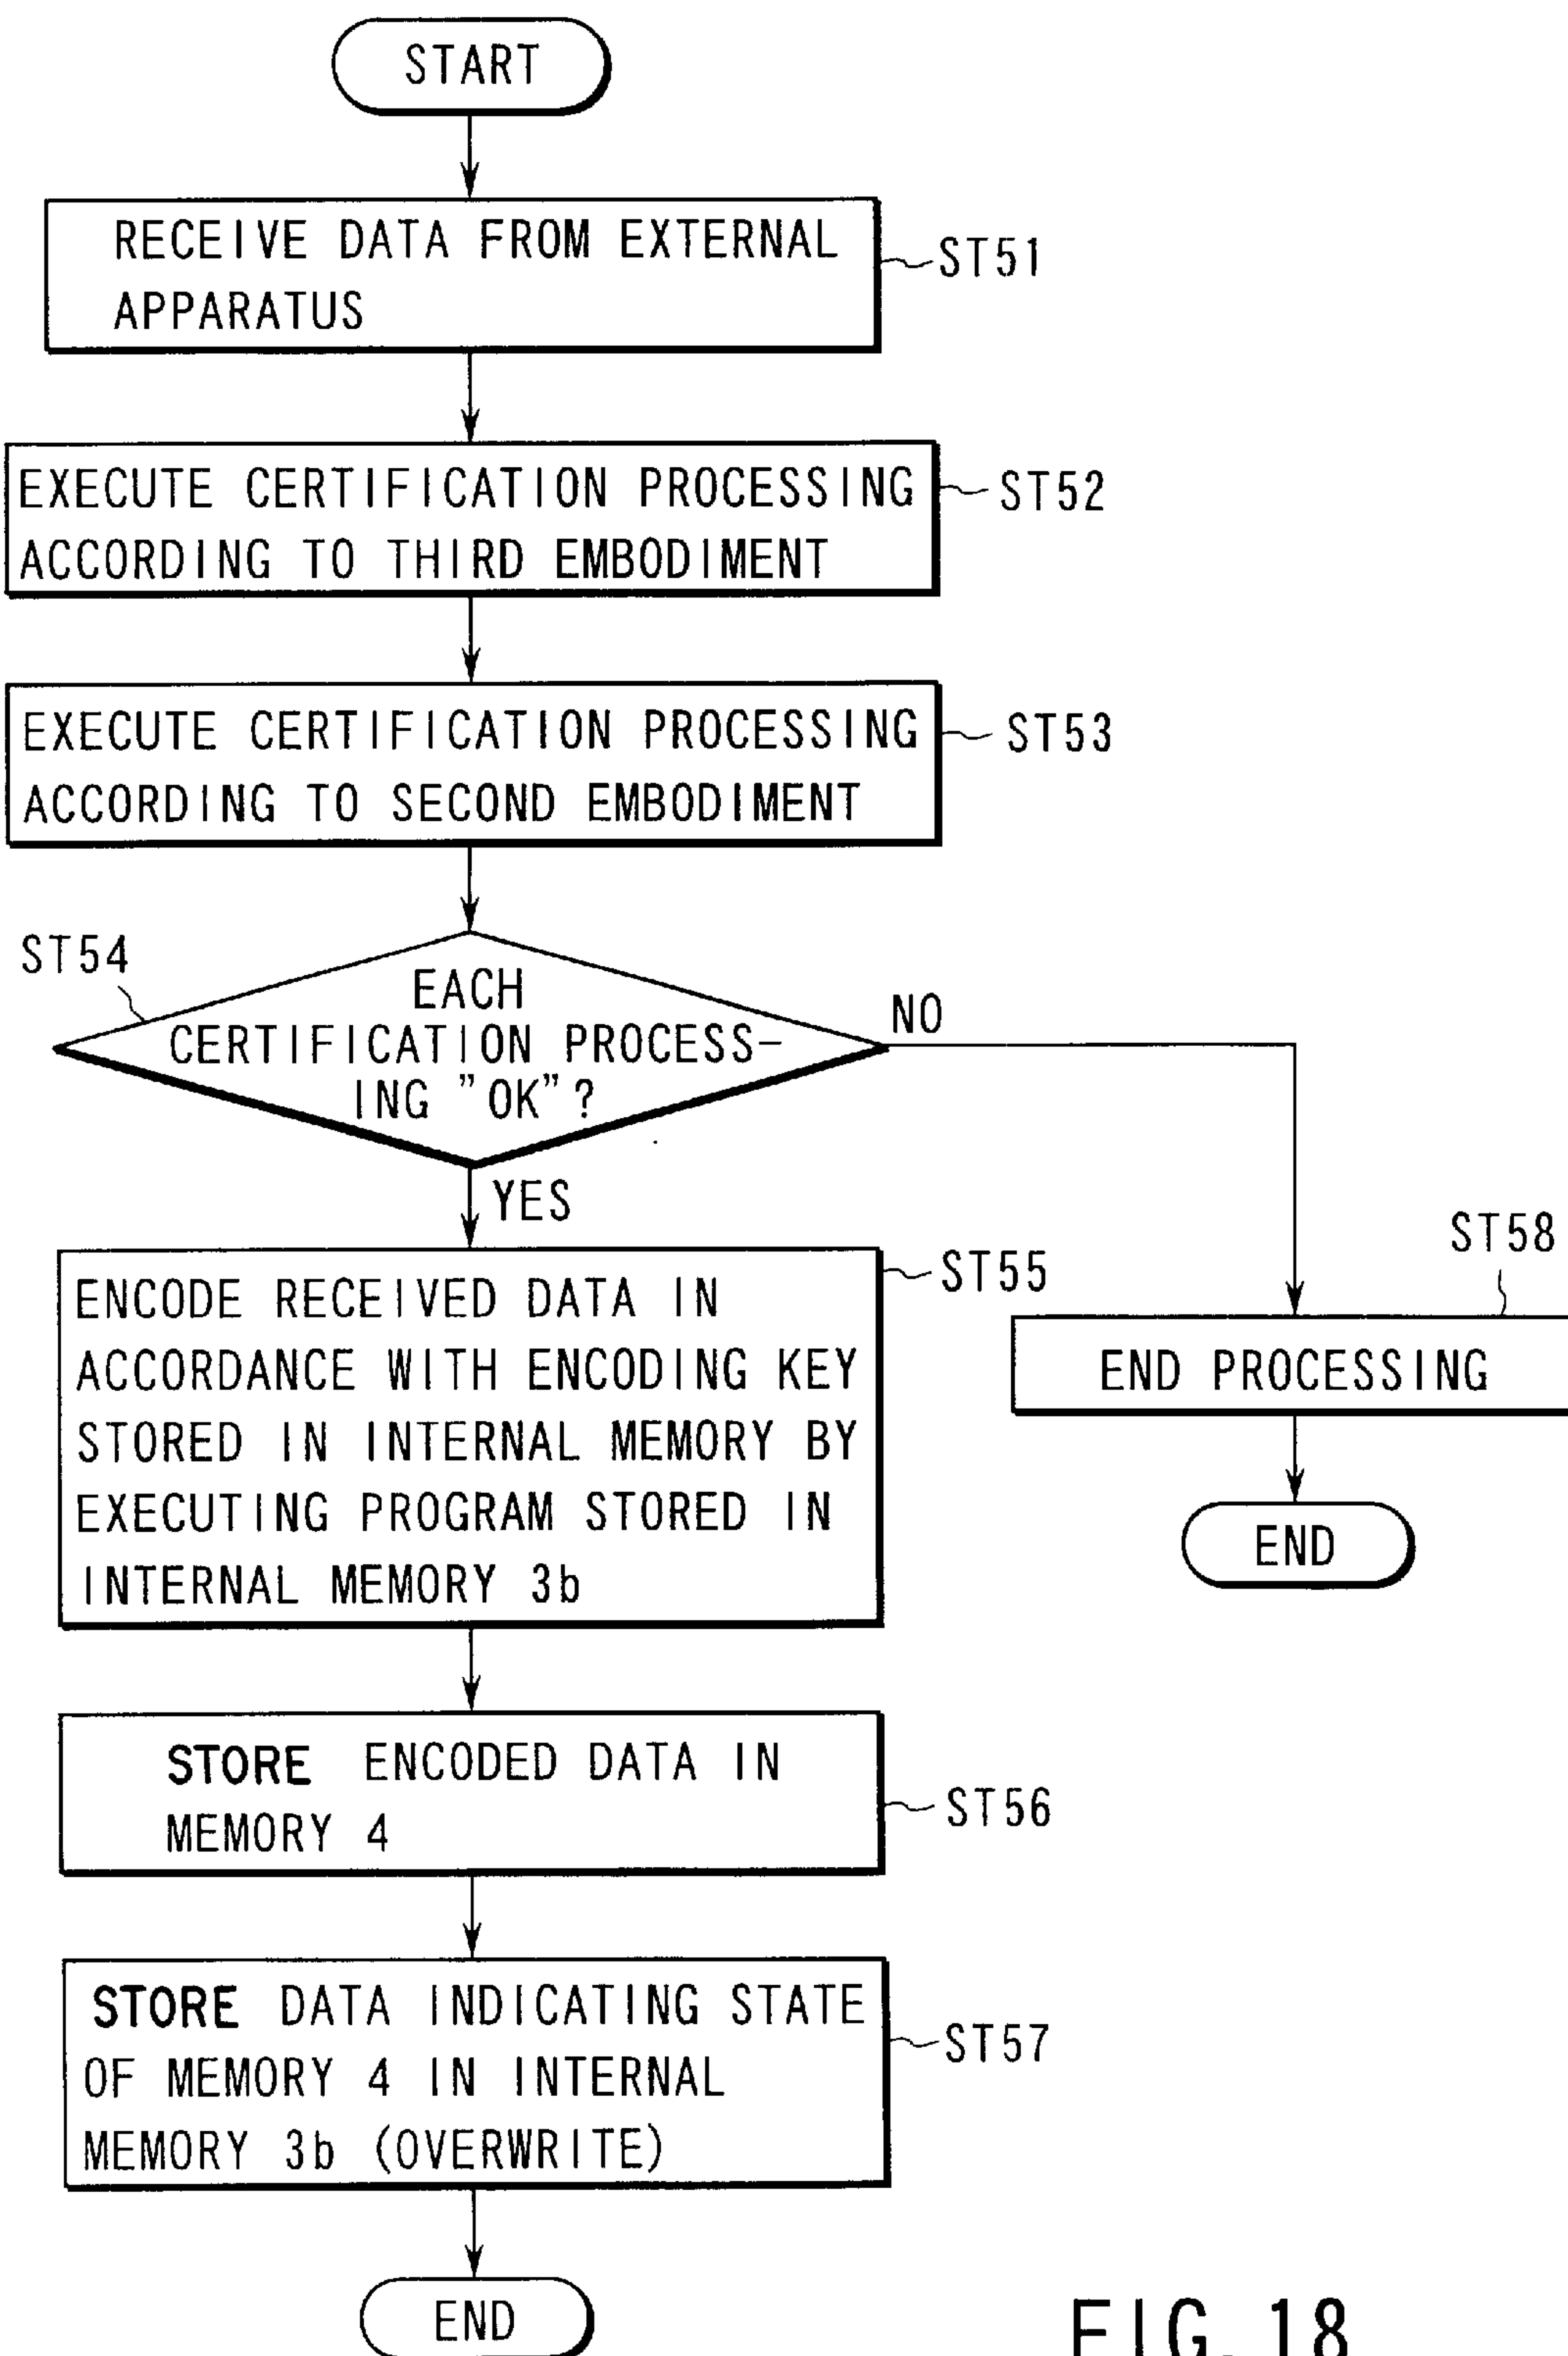 START
RECEIVE DATA FROM EXTERNAL
APPARATUS
ST51
EXECUTE CERTIFICATION PROCESSING
ACCORDING TO THIRD EMBODIMENT
ST52
EXECUTE CERTIFICATION PROCESSING
ACCORDING TO SECOND EMBODIMENT
ST53
ST54
EACH
CERTIFICATION PROCESS-
ING "OK"?
NO
YES
ENCODE RECEIVED DATA IN
ACCORDANCE WITH ENCODING KEY
STORED IN INTERNAL MEMORY BY
EXECUTING PROGRAM STORED IN
INTERNAL MEMORY 3b
ST55
ST58
END PROCESSING
END
STORE ENCODED DATA IN
MEMORY 4
ST56
STORE DATA INDICATING STATE
OF MEMORY 4 IN INTERNAL
MEMORY 3b (OVERWRITE)
ST57
END
FIG. 18